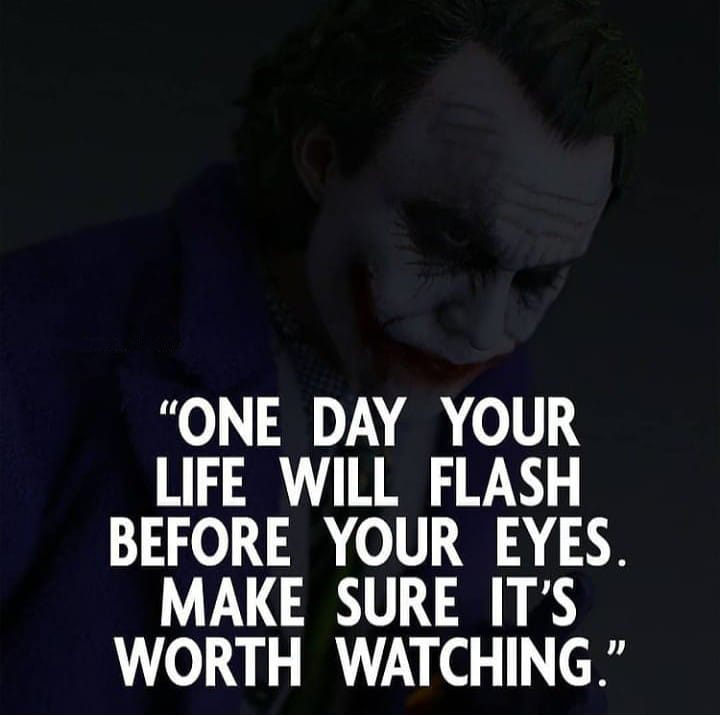 “ONE DAY YOUR
LIFE WILL FLASH
BEFORE YOUR EYES.
MAKE SURE IT’S
WORTH WATCHING.”